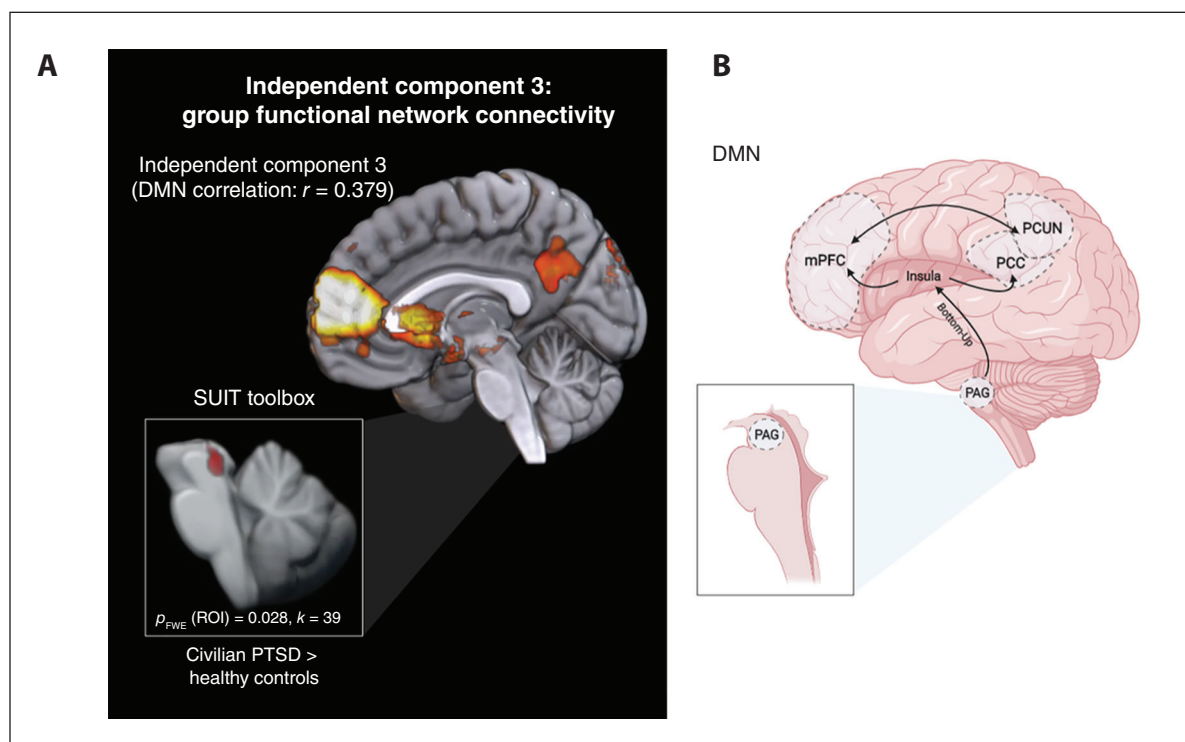 A
Independent component 3:
group functional network connectivity
Independent component 3
(DMN correlation: r = 0.379)
SUIT toolbox
pFWE (ROI) = 0.028, k = 39
Civilian PTSD >
healthy controls
B
DMN
mPFC
PCUN
PCC
Insula
Bottom-Up
PAG
PAG